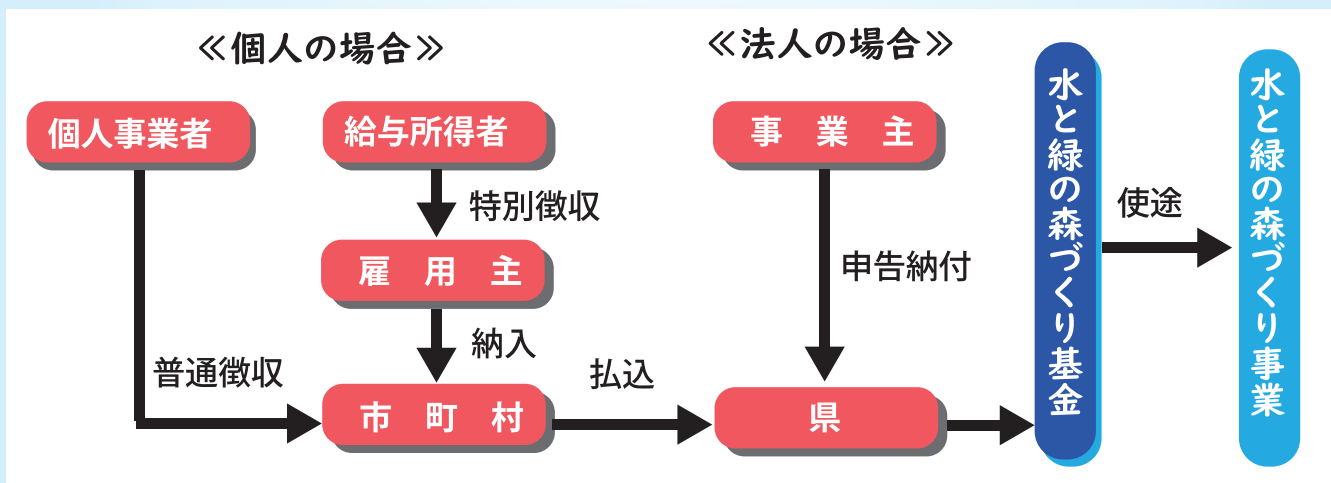 ≪個人の場合≫
≪法人の場合≫
個人事業者
給与所得者
事業主
特別徴収
雇用主
申告納付
納入
普通徴収
市町村
払込
県
水と緑の森づくり基金
使途
水と緑の森づくり事業